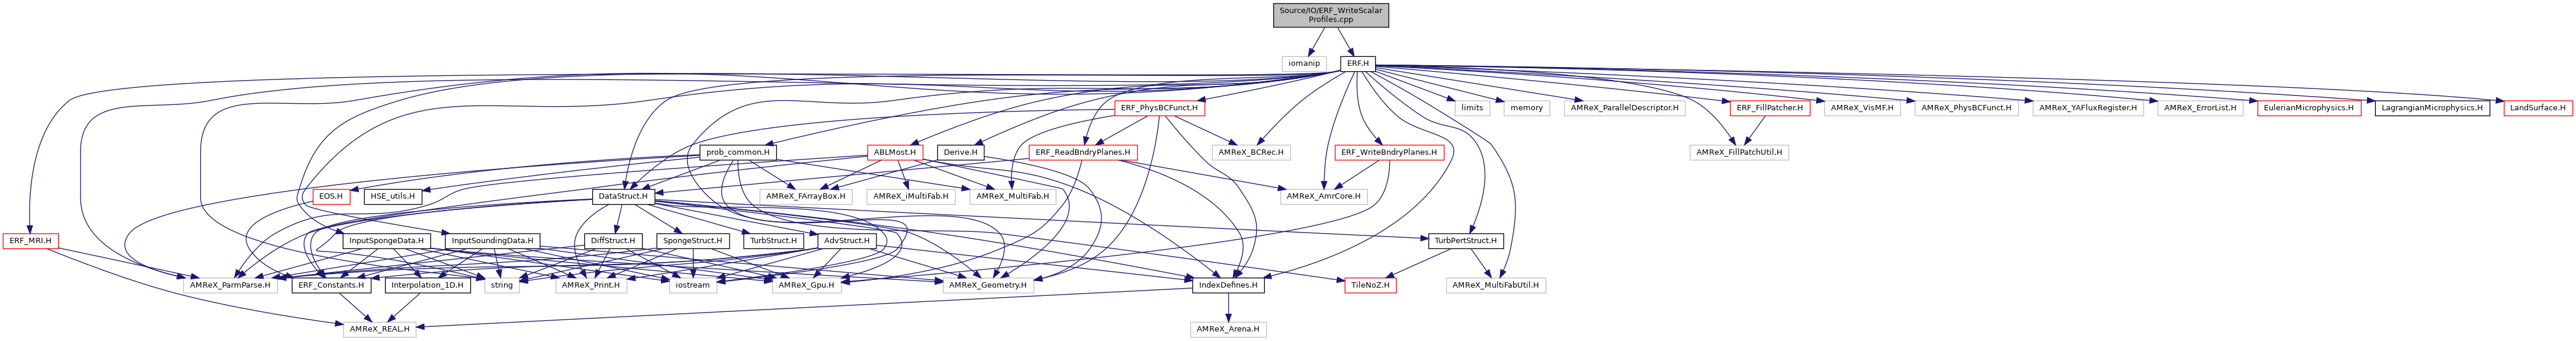 Source/IO/ERF_WriteScalar
Profiles.cpp
iomanip
ERF.H
ERF_PhysBCFunct.H
limits
memory
AMReX_ParallelDescriptor.H
ERF_FillPatcher.H
AMReX_VisMF.H
AMReX_PhysBCFunct.H
AMReX_YAFluxRegister.H
AMReX_ErrorList.H
EulerianMicrophysics.H
LagrangianMicrophysics.H
LandSurface.H
prob_common.H
ABLMost.H
Derive.H
ERF_ReadBndryPlanes.H
AMReX_BCRec.H
ERF_WriteBndryPlanes.H
AMReX_FillPatchUtil.H
EOS.H
HSE_utils.H
DataStruct.H
AMReX_FArrayBox.H
AMReX_iMultiFab.H
AMReX_MultiFab.H
AMReX_AmrCore.H
ERF_MRI.H
InputSpongeData.H
InputSoundingData.H
DiffStruct.H
SpongeStruct.H
TurbStruct.H
AdvStruct.H
TurbPertStruct.H
AMReX_ParmParse.H
ERF_Constants.H
Interpolation_1D.H
string
AMReX_Print.H
iostream
AMReX_Gpu.H
AMReX_Geometry.H
IndexDefines.H
TileNoZ.H
AMReX_MultiFabUtil.H
AMReX_REAL.H
AMReX_Arena.H